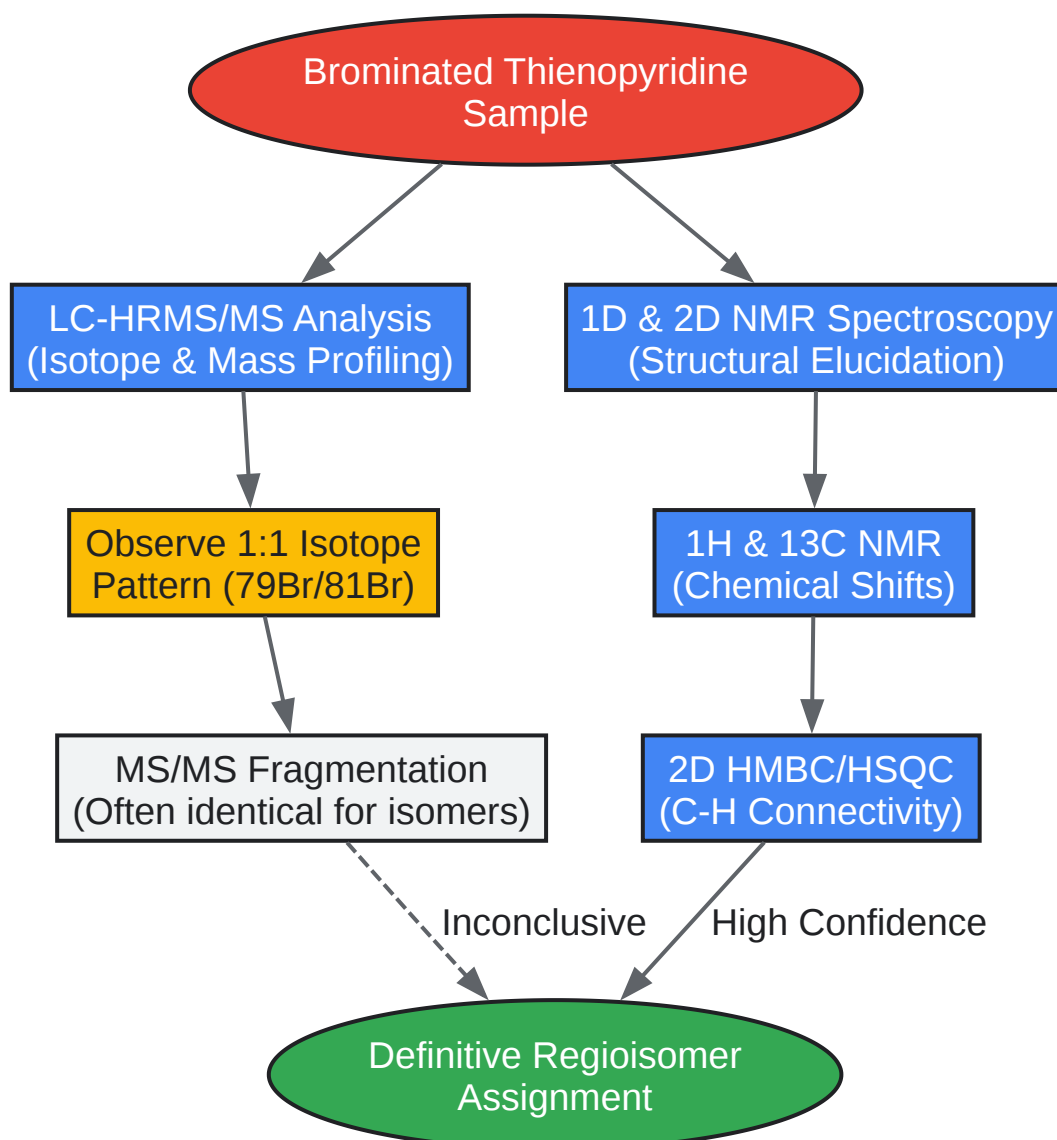 Brominated Thienopyridine
Sample
LC-HRMS/MS Analysis
(Isotope & Mass Profiling)
1D & 2D NMR Spectroscopy
(Structural Elucidation)
Observe 1:1 Isotope
Pattern (79Br/81Br)
1H & 13C NMR
(Chemical Shifts)
MS/MS Fragmentation
(Often identical for isomers)
2D HMBC/HSQC
(C-H Connectivity)
Inconclusive
High Confidence
Definitive Regioisomer
Assignment